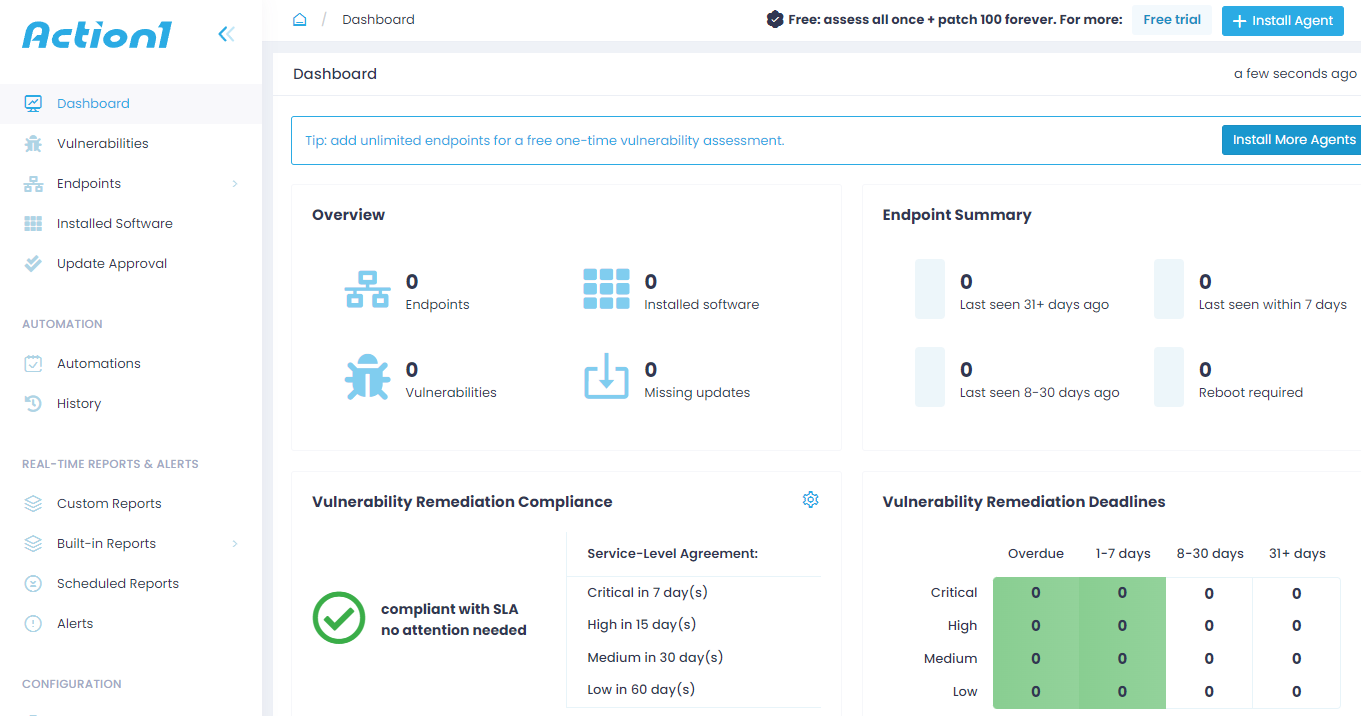 Action1
Dashboard
Vulnerabilities
Endpoints
Installed Software
Update Approval
AUTOMATION
Automations
History
REAL-TIME REPORTS & ALERTS
Custom Reports
Built-in Reports
Scheduled Reports
Alerts
CONFIGURATION
/ Dashboard
Free: assess all once + patch 100 forever. For more:
Free trial
+ Install Agent
Dashboard
a few seconds ago
Tip: add unlimited endpoints for a free one-time vulnerability assessment.
Install More Agents
Overview
0
Endpoints
0
Installed software
0
Vulnerabilities
0
Missing updates
Endpoint Summary
0
Last seen 31+ days ago
0
Last seen within 7 days
0
Last seen 8-30 days ago
0
Reboot required
Vulnerability Remediation Compliance
compliant with SLA
no attention needed
Service-Level Agreement:
Critical in 7 day(s)
High in 15 day(s)
Medium in 30 day(s)
Low in 60 day(s)
Vulnerability Remediation Deadlines
Overdue 1-7 days 8-30 days 31+ days
Critical 0 0 0 0
High 0 0 0 0
Medium 0 0 0 0
Low 0 0 0 0